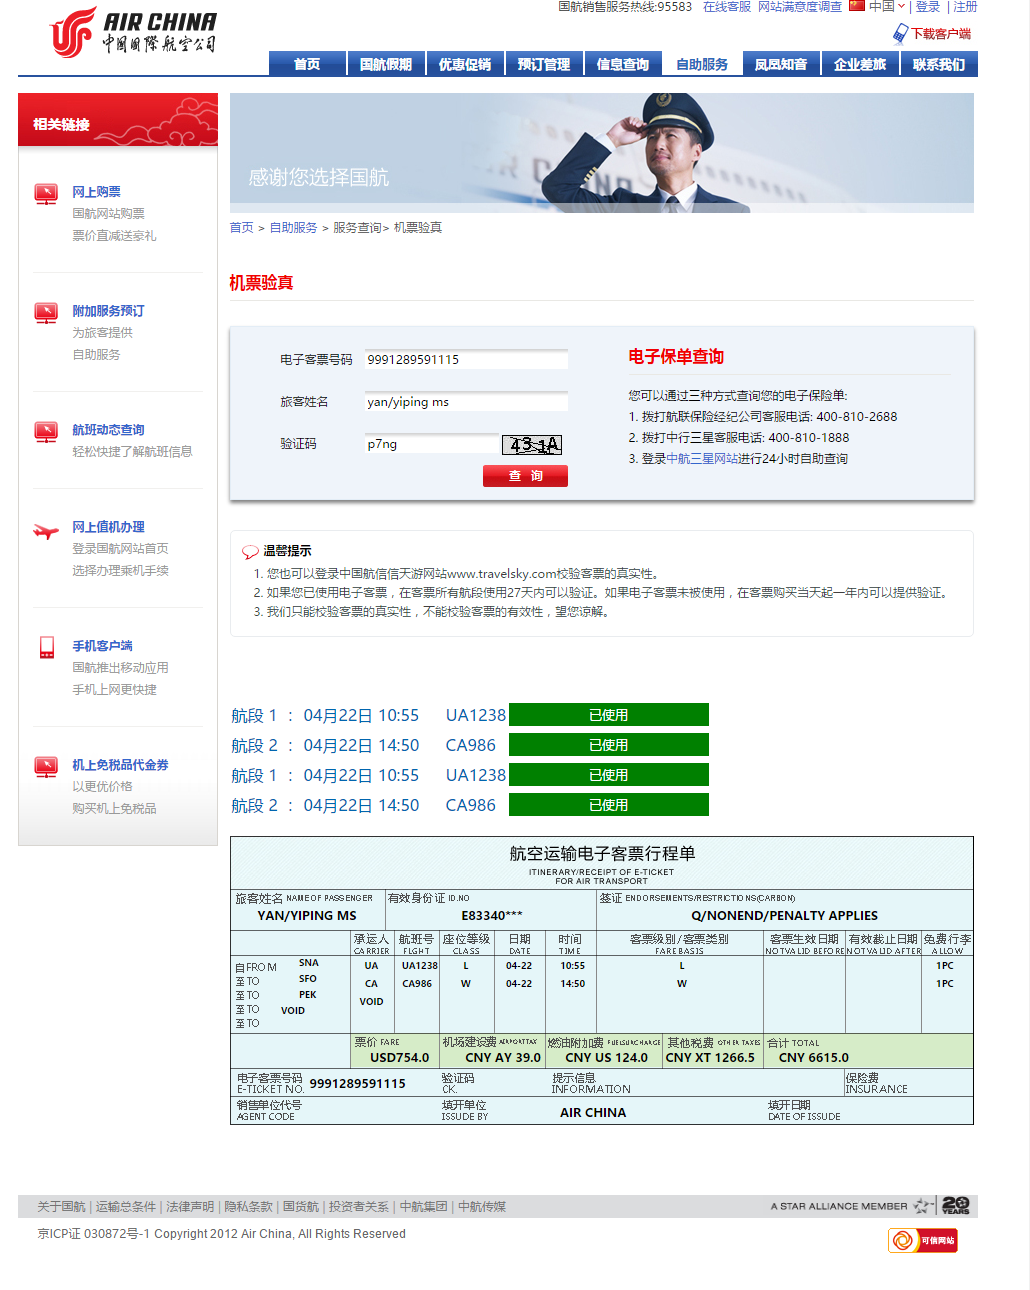 AIR CHINA
中国国际航空公司
国航销售服务热线:95583 在线客服 网站满意度调查 中国 | 登录 | 注册
下载客户端
首页 国航假期 优惠促销 预订管理 信息查询 自助服务 凤凰知音 企业差旅 联系我们
相关链接
网上购票
国航网站购票
票价直减送豪礼
附加服务预订
为旅客提供
自助服务
航班动态查询
轻松快捷了解航班信息
网上值机办理
登录国航网站首页
选择办理乘机手续
手机客户端
国航推出移动应用
手机上网更快捷
机上免税品代金券
以更优价格
购买机上免税品
感谢您选择国航
首页 > 自助服务 > 服务查询> 机票验真
机票验真
电子客票号码 9991289591115
旅客姓名 yan/yiping ms
验证码 p7ng 431A
查 询
电子保单查询
您可以通过三种方式查询您的电子保险单:
1. 拨打航联保险经纪公司客服电话: 400-810-2688
2. 拨打中行三星客服电话: 400-810-1888
3. 登录中航三星网站进行24小时自助查询
温馨提示
1. 您也可以登录中国航信信天游网站www.travelsky.com校验客票的真实性。
2. 如果您已使用电子客票，在客票所有航段使用27天内可以验证。如果电子客票未被使用，在客票购买当天起一年内可以提供验证。
3. 我们只能校验客票的真实性，不能校验客票的有效性，望您谅解。
航段 1 ： 04月22日 10:55 UA1238 已使用
航段 2 ： 04月22日 14:50 CA986 已使用
航段 1 ： 04月22日 10:55 UA1238 已使用
航段 2 ： 04月22日 14:50 CA986 已使用
航空运输电子客票行程单
ITINERARY/RECEIPT OF E-TICKET
FOR AIR TRANSPORT
旅客姓名 NAME OF PASSENGER 有效身份证 ID.NO 签证 ENDORSEMENTS/RESTRICTIONS(CARBON)
YAN/YIPING MS E83340*** Q/NONEND/PENALTY APPLIES
承运人 航班号 座位等级 日期 时间 客票级别/客票类别 客票生效日期 有效截止日期 免费行李
CARRIER FLGHT CLASS DATE TIME FARE BASIS NOTVALID BEFORE NOTVALID AFTER ALLOW
自FROM SNA UA UA1238 L 04-22 10:55 L 1PC
至TO SFO CA CA986 W 04-22 14:50 W 1PC
至TO PEK VOID
至TO VOID
至TO
票价 FARE 机场建设费 AIRPORTTAX 燃油附加费 FUELSURCHARGE 其他税费 OTHER TAXES 合计 TOTAL
USD754.0 CNY AY 39.0 CNY US 124.0 CNY XT 1266.5 CNY 6615.0
电子客票号码 9991289591115 验证码 提示信息 保险费
E-TICKET NO. CK. INFORMATION INSURANCE
销售单位代号 填开单位 AIR CHINA 填开日期
AGENT CODE ISSUDE BY DATE OF ISSUDE
关于国航 | 运输总条件 | 法律声明 | 隐私条款 | 国货航 | 投资者关系 | 中航集团 | 中航传媒
A STAR ALLIANCE MEMBER 20 YEARS
京ICP证 030872号-1 Copyright 2012 Air China, All Rights Reserved
可信网站